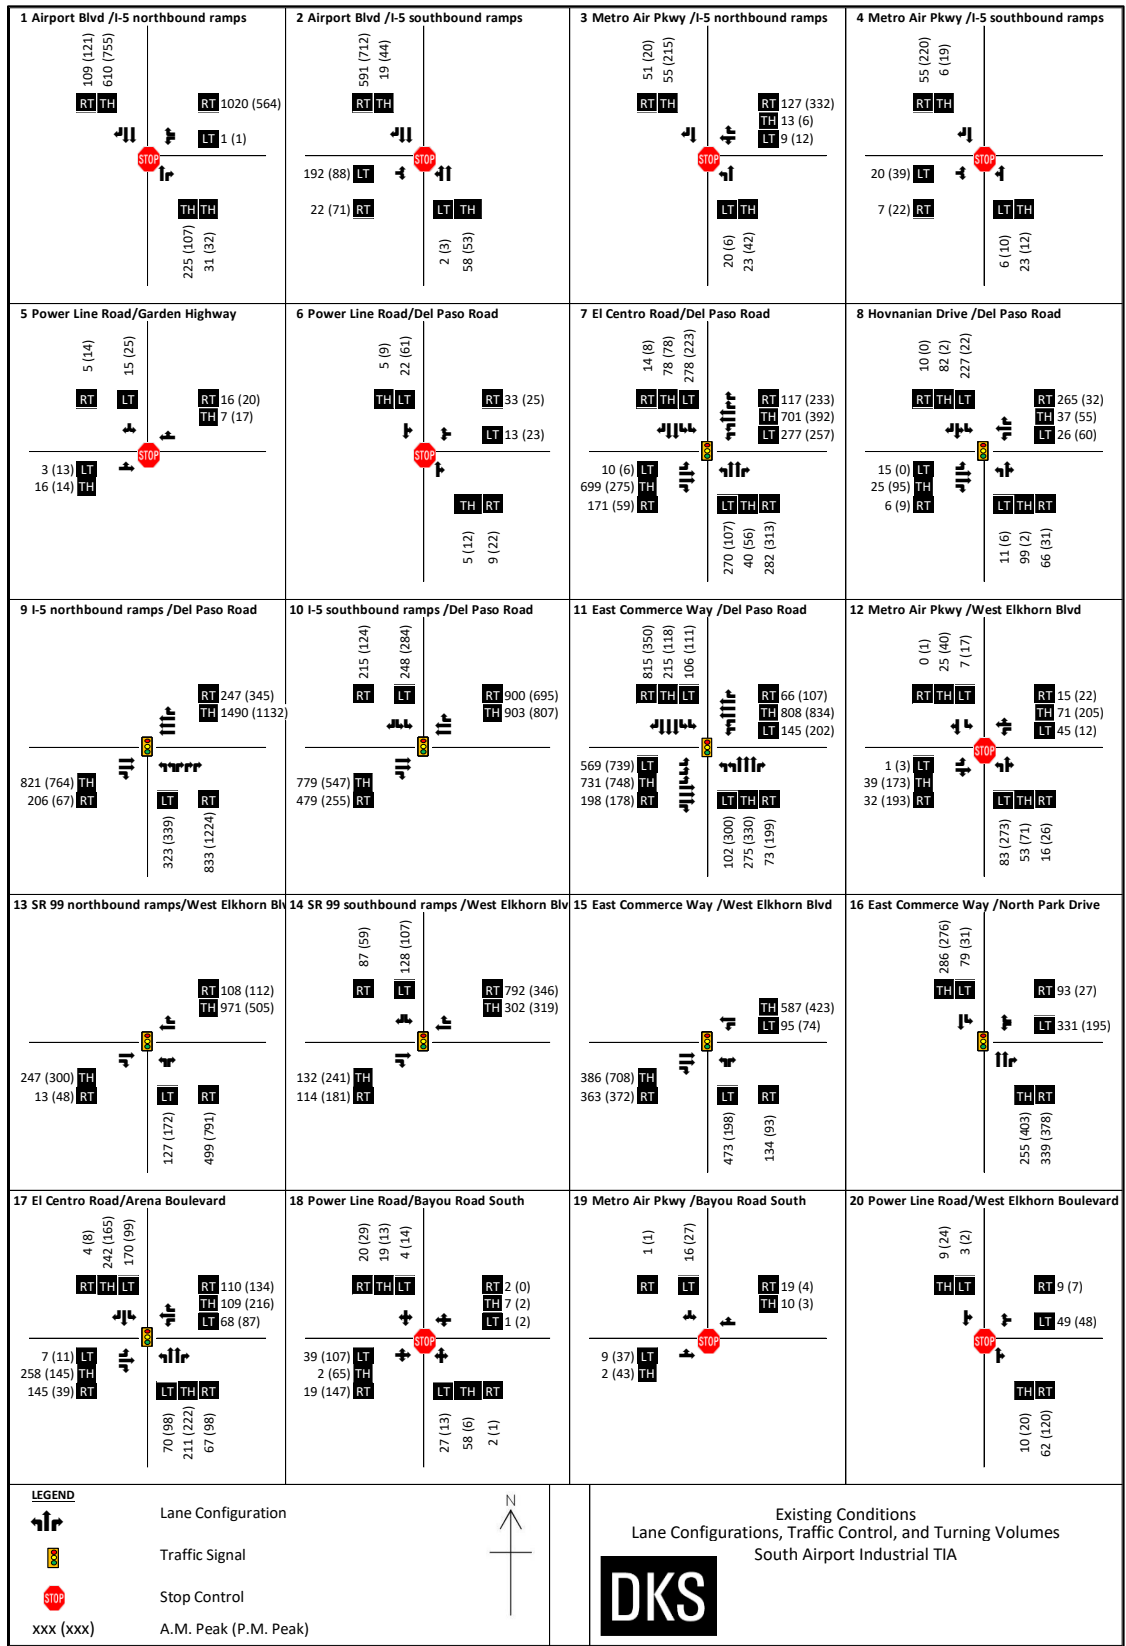 1 Airport Blvd /I-5 northbound ramps
109 (121)
610 (755)
RT TH
RT 1020 (564)
LT 1 (1)
STOP
TH TH
225 (107)
31 (32)
2 Airport Blvd /I-5 southbound ramps
591 (712)
19 (44)
RT TH
STOP
192 (88) LT
22 (71) RT
LT TH
2 (3)
58 (53)
3 Metro Air Pkwy /I-5 northbound ramps
51 (20)
55 (215)
RT TH
RT 127 (332)
TH 13 (6)
LT 9 (12)
STOP
LT TH
20 (6)
23 (42)
4 Metro Air Pkwy /I-5 southbound ramps
55 (220)
6 (19)
RT TH
STOP
20 (39) LT
7 (22) RT
LT TH
6 (10)
23 (12)
5 Power Line Road/Garden Highway
5 (14)
15 (25)
RT LT
RT 16 (20)
TH 7 (17)
STOP
3 (13) LT
16 (14) TH
6 Power Line Road/Del Paso Road
5 (9)
22 (61)
TH LT
RT 33 (25)
LT 13 (23)
STOP
TH RT
5 (12)
9 (22)
7 El Centro Road/Del Paso Road
14 (8)
78 (78)
278 (223)
RT TH LT
RT 117 (233)
TH 701 (392)
LT 277 (257)
10 (6) LT
699 (275) TH
171 (59) RT
LT TH RT
270 (107)
40 (56)
282 (313)
8 Hovnanian Drive /Del Paso Road
10 (0)
82 (2)
227 (22)
RT TH LT
RT 265 (32)
TH 37 (55)
LT 26 (60)
15 (0) LT
25 (95) TH
6 (9) RT
LT TH RT
11 (6)
99 (2)
66 (31)
9 I-5 northbound ramps /Del Paso Road
RT 247 (345)
TH 1490 (1132)
821 (764) TH
206 (67) RT
LT RT
323 (339)
833 (1224)
10 I-5 southbound ramps /Del Paso Road
215 (124)
248 (284)
RT LT
RT 900 (695)
TH 903 (807)
779 (547) TH
479 (255) RT
11 East Commerce Way /Del Paso Road
815 (350)
215 (118)
106 (111)
RT TH LT
RT 66 (107)
TH 808 (834)
LT 145 (202)
569 (739) LT
731 (748) TH
198 (178) RT
LT TH RT
102 (300)
275 (330)
73 (199)
12 Metro Air Pkwy /West Elkhorn Blvd
0 (1)
25 (40)
7 (17)
RT TH LT
RT 15 (22)
TH 71 (205)
LT 45 (12)
STOP
1 (3) LT
39 (173) TH
32 (193) RT
LT TH RT
83 (273)
53 (71)
16 (26)
13 SR 99 northbound ramps/West Elkhorn Blv
RT 108 (112)
TH 971 (505)
247 (300) TH
13 (48) RT
LT RT
127 (172)
499 (791)
14 SR 99 southbound ramps /West Elkhorn Blv
87 (59)
128 (107)
RT LT
RT 792 (346)
TH 302 (319)
132 (241) TH
114 (181) RT
15 East Commerce Way /West Elkhorn Blvd
TH 587 (423)
LT 95 (74)
386 (708) TH
363 (372) RT
LT RT
473 (198)
134 (93)
16 East Commerce Way /North Park Drive
286 (276)
79 (31)
TH LT
RT 93 (27)
LT 331 (195)
TH RT
255 (403)
339 (378)
17 El Centro Road/Arena Boulevard
4 (8)
242 (165)
170 (99)
RT TH LT
RT 110 (134)
TH 109 (216)
LT 68 (87)
7 (11) LT
258 (145) TH
145 (39) RT
LT TH RT
70 (98)
211 (222)
67 (98)
18 Power Line Road/Bayou Road South
20 (29)
19 (13)
4 (14)
RT TH LT
RT 2 (0)
TH 7 (2)
LT 1 (2)
STOP
39 (107) LT
2 (65) TH
19 (147) RT
LT TH RT
27 (13)
58 (6)
2 (1)
19 Metro Air Pkwy /Bayou Road South
1 (1)
16 (27)
RT LT
RT 19 (4)
TH 10 (3)
STOP
9 (37) LT
2 (43) TH
20 Power Line Road/West Elkhorn Boulevard
9 (24)
3 (2)
TH LT
RT 9 (7)
LT 49 (48)
STOP
TH RT
10 (20)
62 (120)
LEGEND
Lane Configuration
Traffic Signal
STOP Stop Control
xxx (xxx) A.M. Peak (P.M. Peak)
N
Existing Conditions
Lane Configurations, Traffic Control, and Turning Volumes
South Airport Industrial TIA
DKS